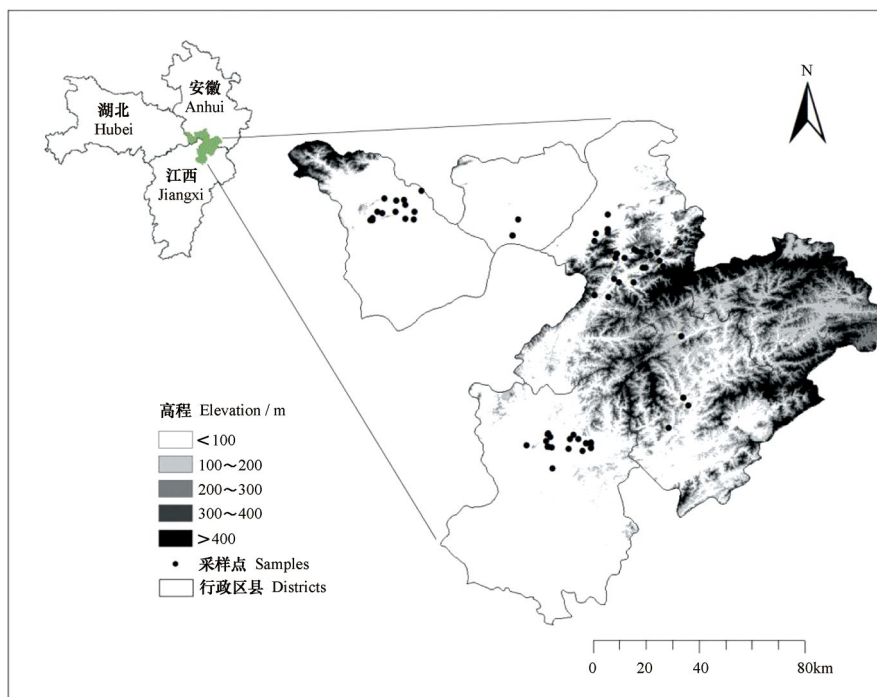 安徽
Anhui
湖北
Hubei
江西
Jiangxi
N
高程 Elevation / m
<100
100～200
200～300
300～400
>400
采样点 Samples
行政区县 Districts
0 20 40 80km